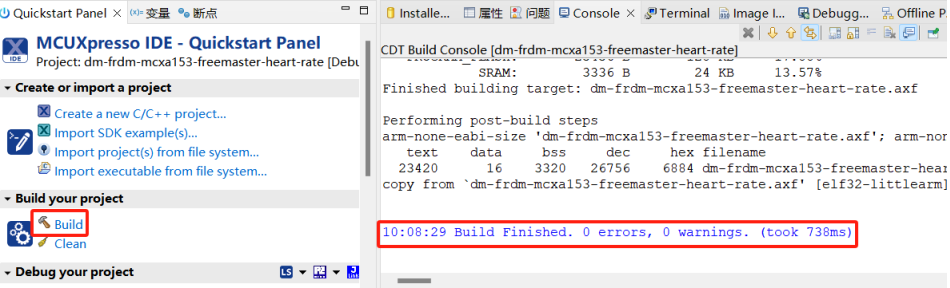 Quickstart Panel
(x)= 变量
断点
MCUXpresso IDE - Quickstart Panel
IDE
Project: dm-frdm-mcxa153-freemaster-heart-rate [Debu
Create or import a project
Create a new C/C++ project...
Import SDK example(s)...
Import project(s) from file system...
Import executable from file system...
Build your project
Build
Clean
Debug your project
LS
Installe...
属性
问题
Console
Terminal
Image I...
Debugg...
Offline P
CDT Build Console [dm-frdm-mcxa153-freemaster-heart-rate]
SRAM: 3336 B 24 KB 13.57%
Finished building target: dm-frdm-mcxa153-freemaster-heart-rate.axf
Performing post-build steps
arm-none-eabi-size 'dm-frdm-mcxa153-freemaster-heart-rate.axf'; arm-no
text data bss dec hex filename
23420 16 3320 26756 6884 dm-frdm-mcxa153-freemaster-hear
copy from `dm-frdm-mcxa153-freemaster-heart-rate.axf' [elf32-littlearm]
10:08:29 Build Finished. 0 errors, 0 warnings. (took 738ms)